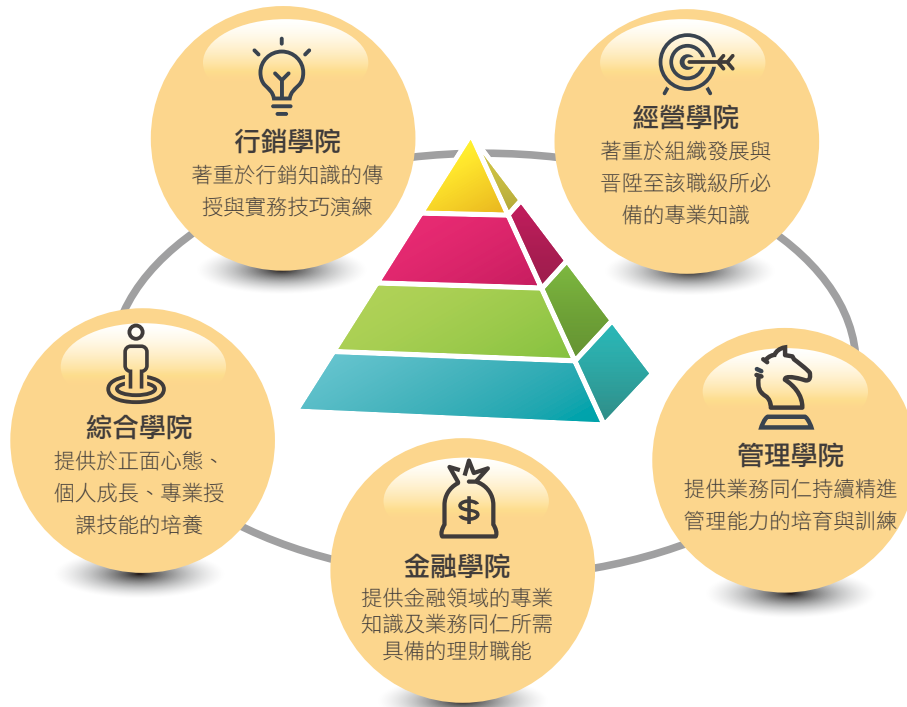 行銷學院
著重於行銷知識的傳
授與實務技巧演練
經營學院
著重於組織發展與
晉陞至該職級所必
備的專業知識
綜合學院
提供於正面心態、
個人成長、專業授
課技能的培養
管理學院
提供業務同仁持續精進
管理能力的培育與訓練
$
金融學院
提供金融領域的專業
知識及業務同仁所需
具備的理財職能